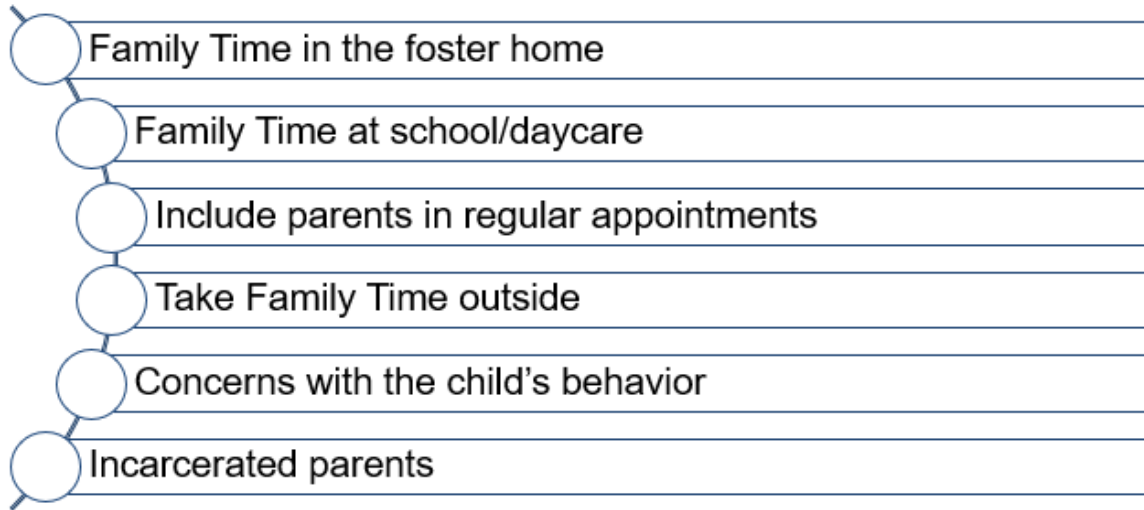 Family Time in the foster home
Family Time at school/daycare
Include parents in regular appointments
Take Family Time outside
Concerns with the child’s behavior
Incarcerated parents